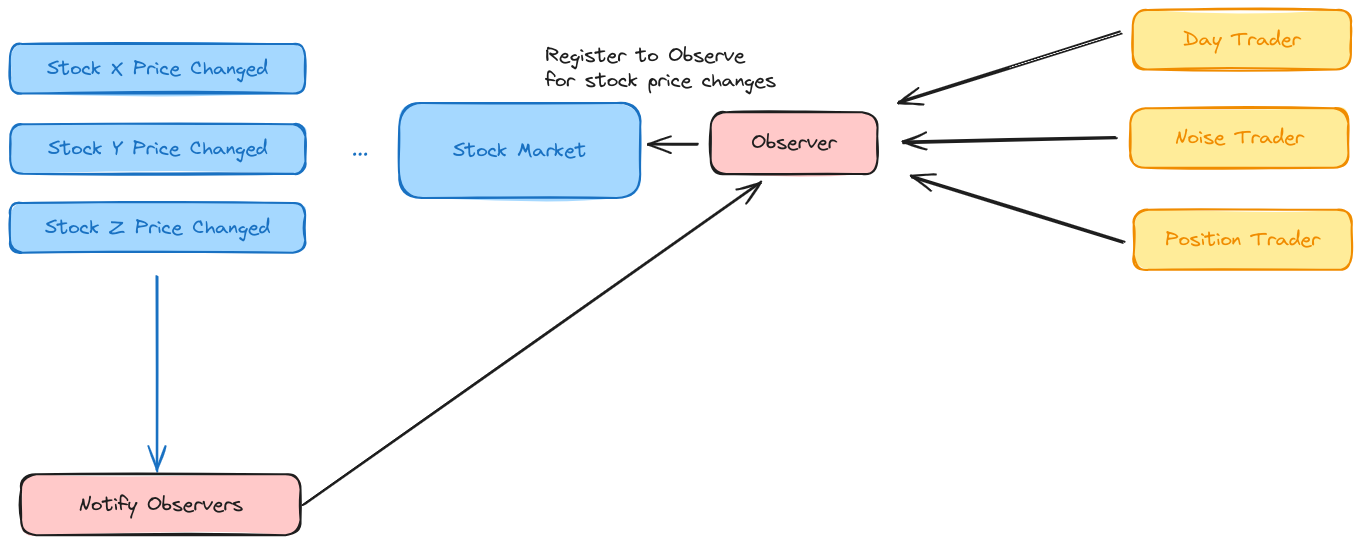 Stock X Price Changed
Stock Y Price Changed
Stock Z Price Changed
...
Register to Observe
for stock price changes
Stock Market
Observer
Day Trader
Noise Trader
Position Trader
Notify Observers